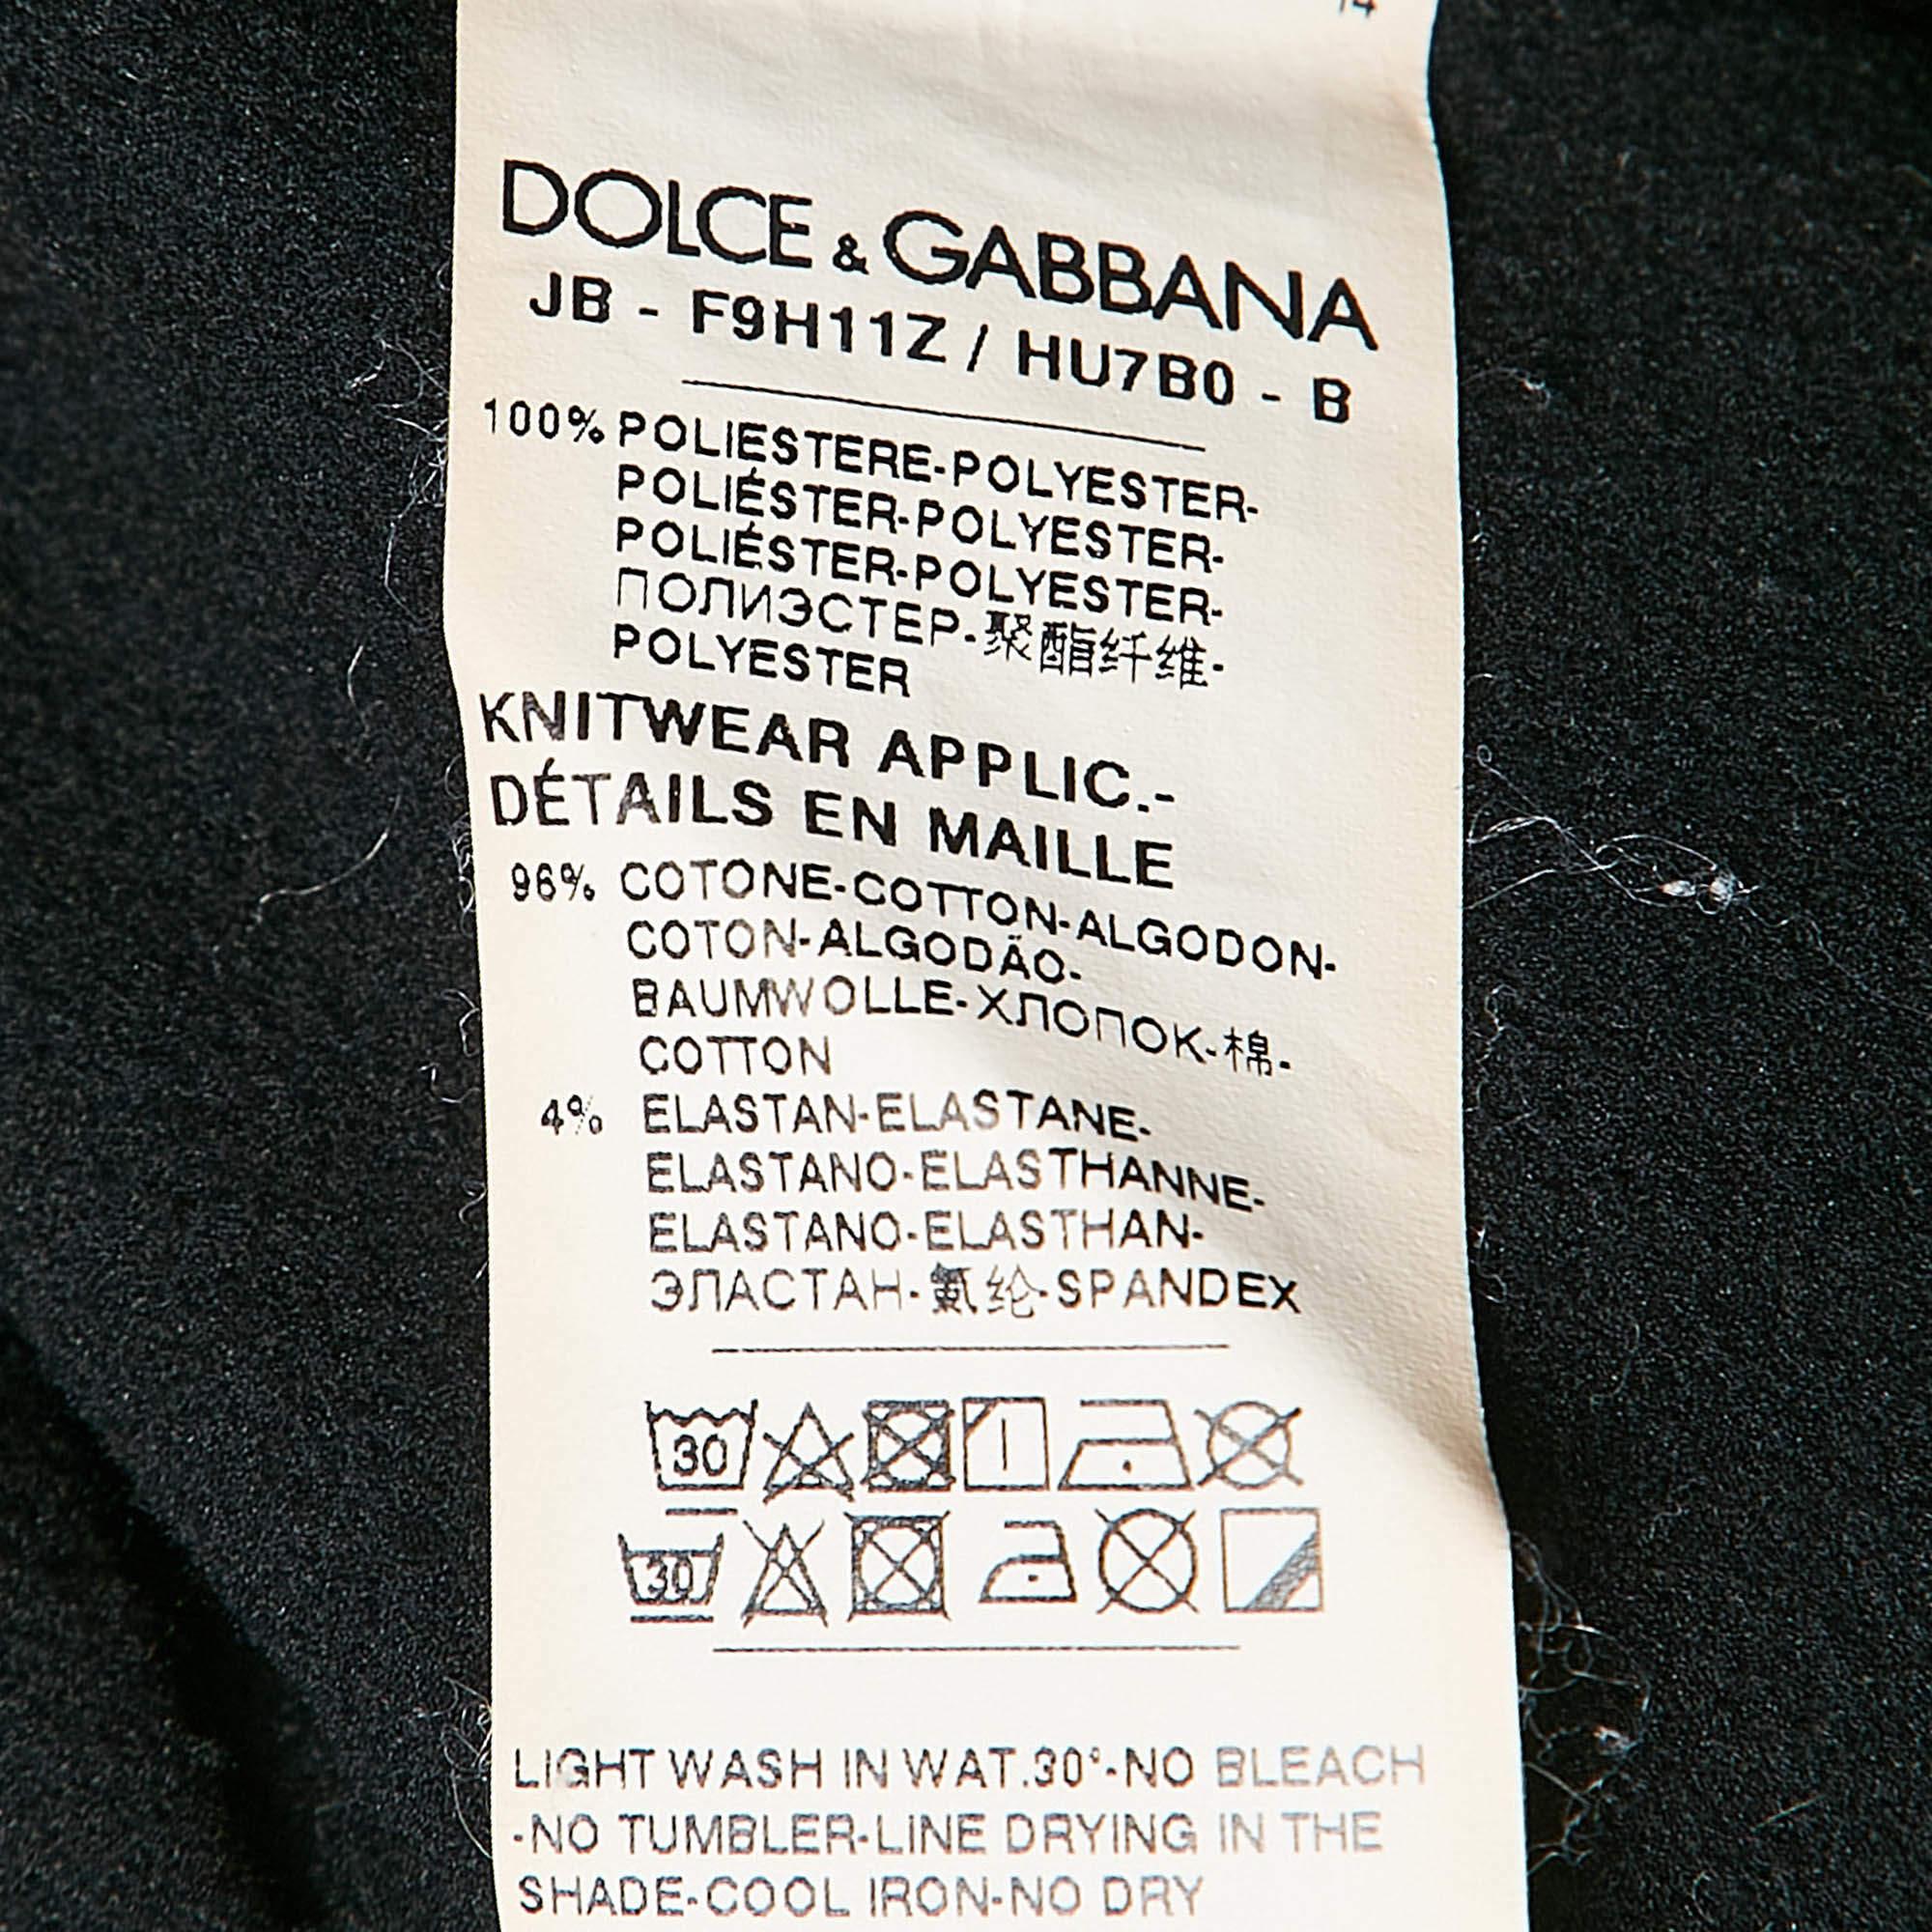 14
DOLCE & GABBANA
JB - F9H11Z / HU7B0 - B
100% POLIESTERE-POLYESTER-
POLIÉSTER-POLYESTER-
POLIÉSTER-POLYESTER-
ПОЛИЭСТЕР-聚酯纤维-
POLYESTER
KNITWEAR APPLIC.-
DÉTAILS EN MAILLE
96% COTONE-COTTON-ALGODON-
COTON-ALGODÃO-
BAUMWOLLE-ХЛОПОК-棉-
COTTON
4% ELASTAN-ELASTANE-
ELASTANO-ELASTHANNE-
ELASTANO-ELASTHAN-
ЭЛАСТАН-氨纶-SPANDEX
30
30
LIGHT WASH IN WAT.30°-NO BLEACH
-NO TUMBLER-LINE DRYING IN THE
SHADE-COOL IRON-NO DRY